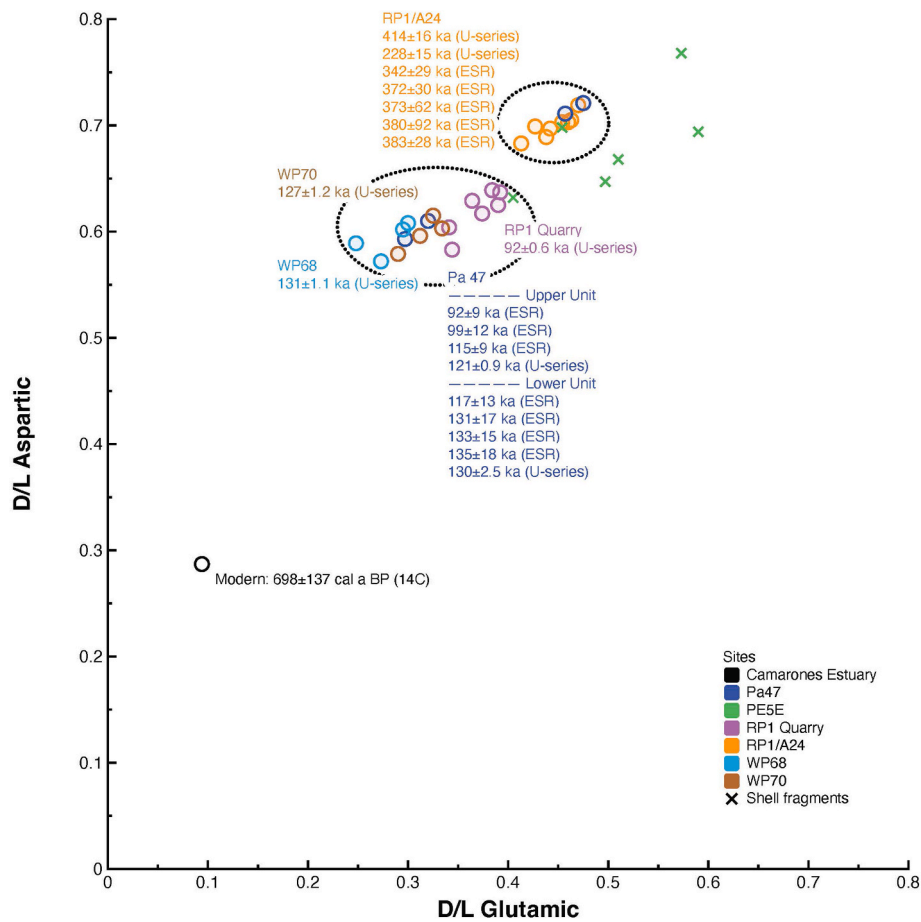 0.8
0.7
0.6
0.5
0.4
0.3
0.2
0.1
0
D/L Aspartic
RP1/A24
414±16 ka (U-series)
228±15 ka (U-series)
342±29 ka (ESR)
372±30 ka (ESR)
373±62 ka (ESR)
380±92 ka (ESR)
383±28 ka (ESR)
WP70
127±1.2 ka (U-series)
RP1 Quarry
92±0.6 ka (U-series)
WP68
131±1.1 ka (U-series)
Pa 47
————— Upper Unit
92±9 ka (ESR)
99±12 ka (ESR)
115±9 ka (ESR)
121±0.9 ka (U-series)
————— Lower Unit
117±13 ka (ESR)
131±17 ka (ESR)
133±15 ka (ESR)
135±18 ka (ESR)
130±2.5 ka (U-series)
Modern: 698±137 cal a BP (14C)
Sites
Camarones Estuary
Pa47
PE5E
RP1 Quarry
RP1/A24
WP68
WP70
Shell fragments
0 0.1 0.2 0.3 0.4 0.5 0.6 0.7 0.8
D/L Glutamic